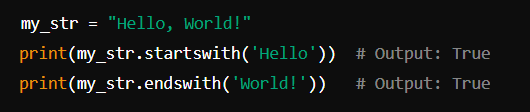 my_str = "Hello, World!"
print(my_str.startswith('Hello'))  # Output: True
print(my_str.endswith('World!'))   # Output: True